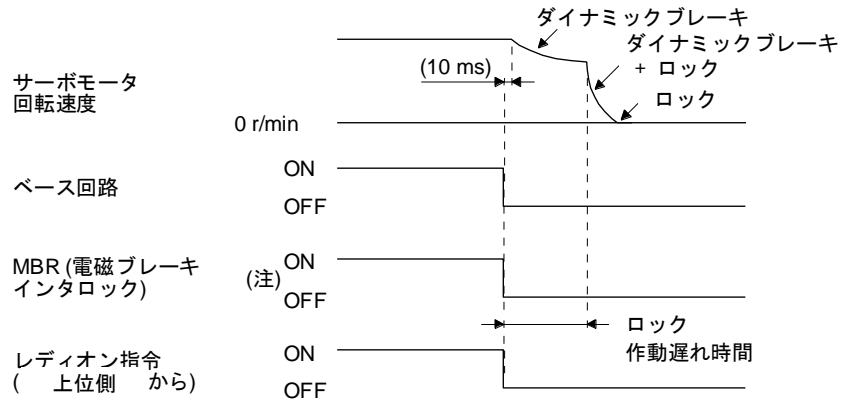 ダイナミックブレーキ
ダイナミックブレーキ
+ ロック
ロック
(10 ms)
サーボモータ
回転速度
0 r/min
ベース回路
ON
OFF
MBR (電磁ブレーキ
インタロック)
(注)
ON
OFF
ロック
作動遅れ時間
レディオン指令
( 上位側 から)
ON
OFF